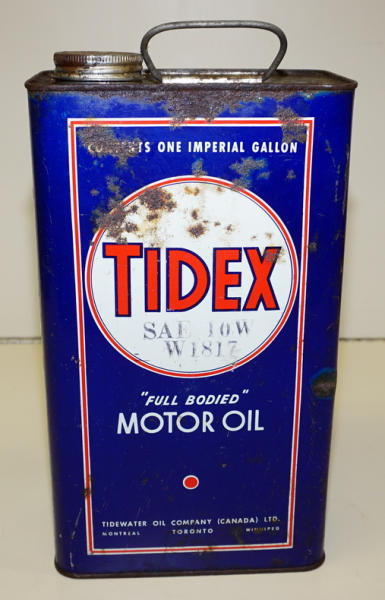 ONE IMPERIAL GALLON
TIDEX
SAE 10W
W1817
"FULL BODIED"
MOTOR OIL
TIDEWATER OIL COMPANY (CANADA) LTD.
MONTREAL TORONTO WINNIPEG